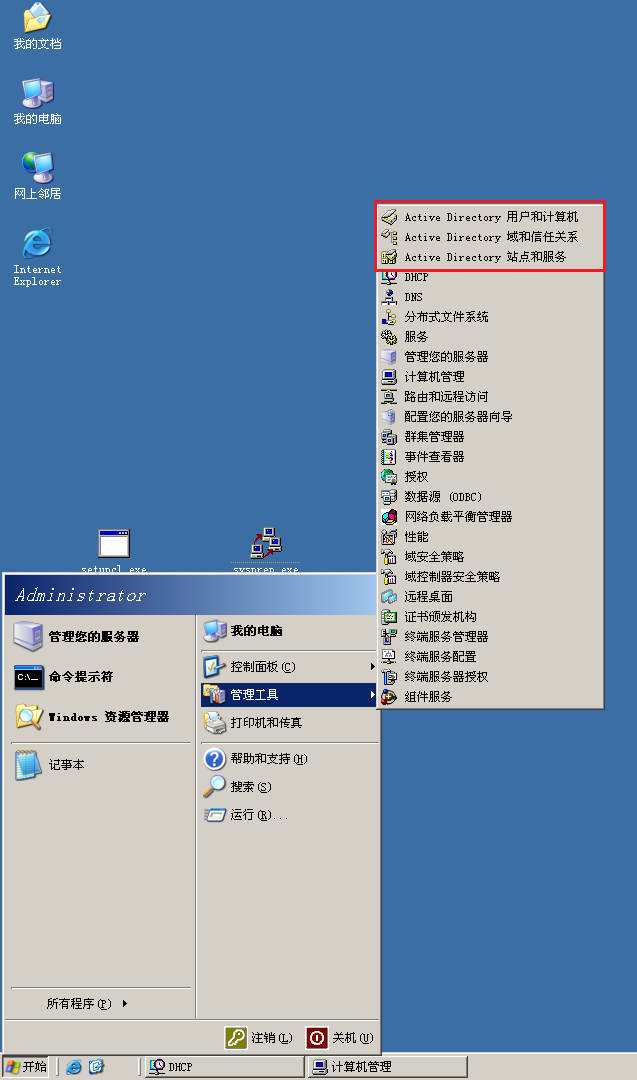 我的文档
我的电脑
网上邻居
Internet
Explorer
Active Directory 用户和计算机
Active Directory 域和信任关系
Active Directory 站点和服务
DHCP
DNS
分布式文件系统
服务
管理您的服务器
计算机管理
路由和远程访问
配置您的服务器向导
群集管理器
事件查看器
授权
数据源 (ODBC)
网络负载平衡管理器
性能
域安全策略
域控制器安全策略
远程桌面
证书颁发机构
终端服务管理器
终端服务配置
终端服务器授权
组件服务
setupcl.exe
sysprep.exe
Administrator
管理您的服务器
命令提示符
Windows 资源管理器
记事本
所有程序(P)
我的电脑
控制面板(C)
管理工具
打印机和传真
帮助和支持(H)
搜索(S)
运行(R)...
注销(L)
关机(U)
开始
DHCP
计算机管理